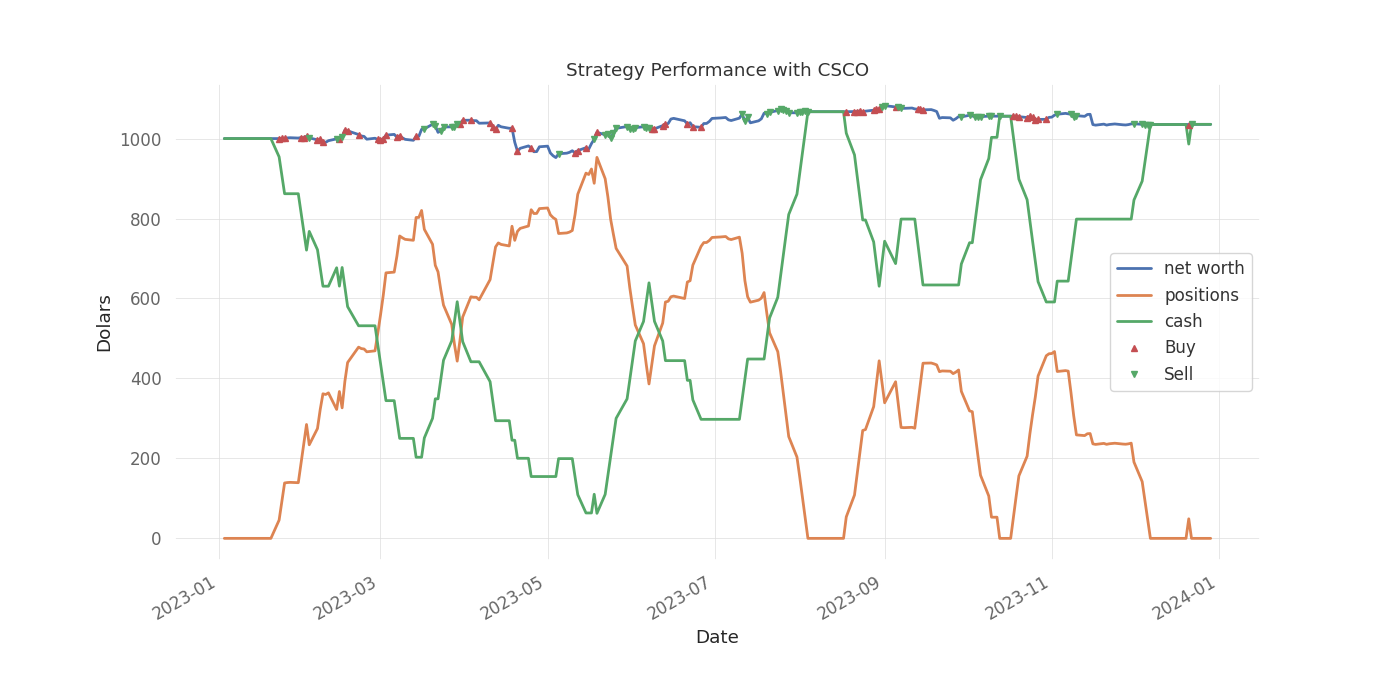 Strategy Performance with CSCO
Dolars
1000
800
600
400
200
0
2023-01
2023-03
2023-05
2023-07
2023-09
2023-11
2024-01
Date
net worth
positions
cash
Buy
Sell